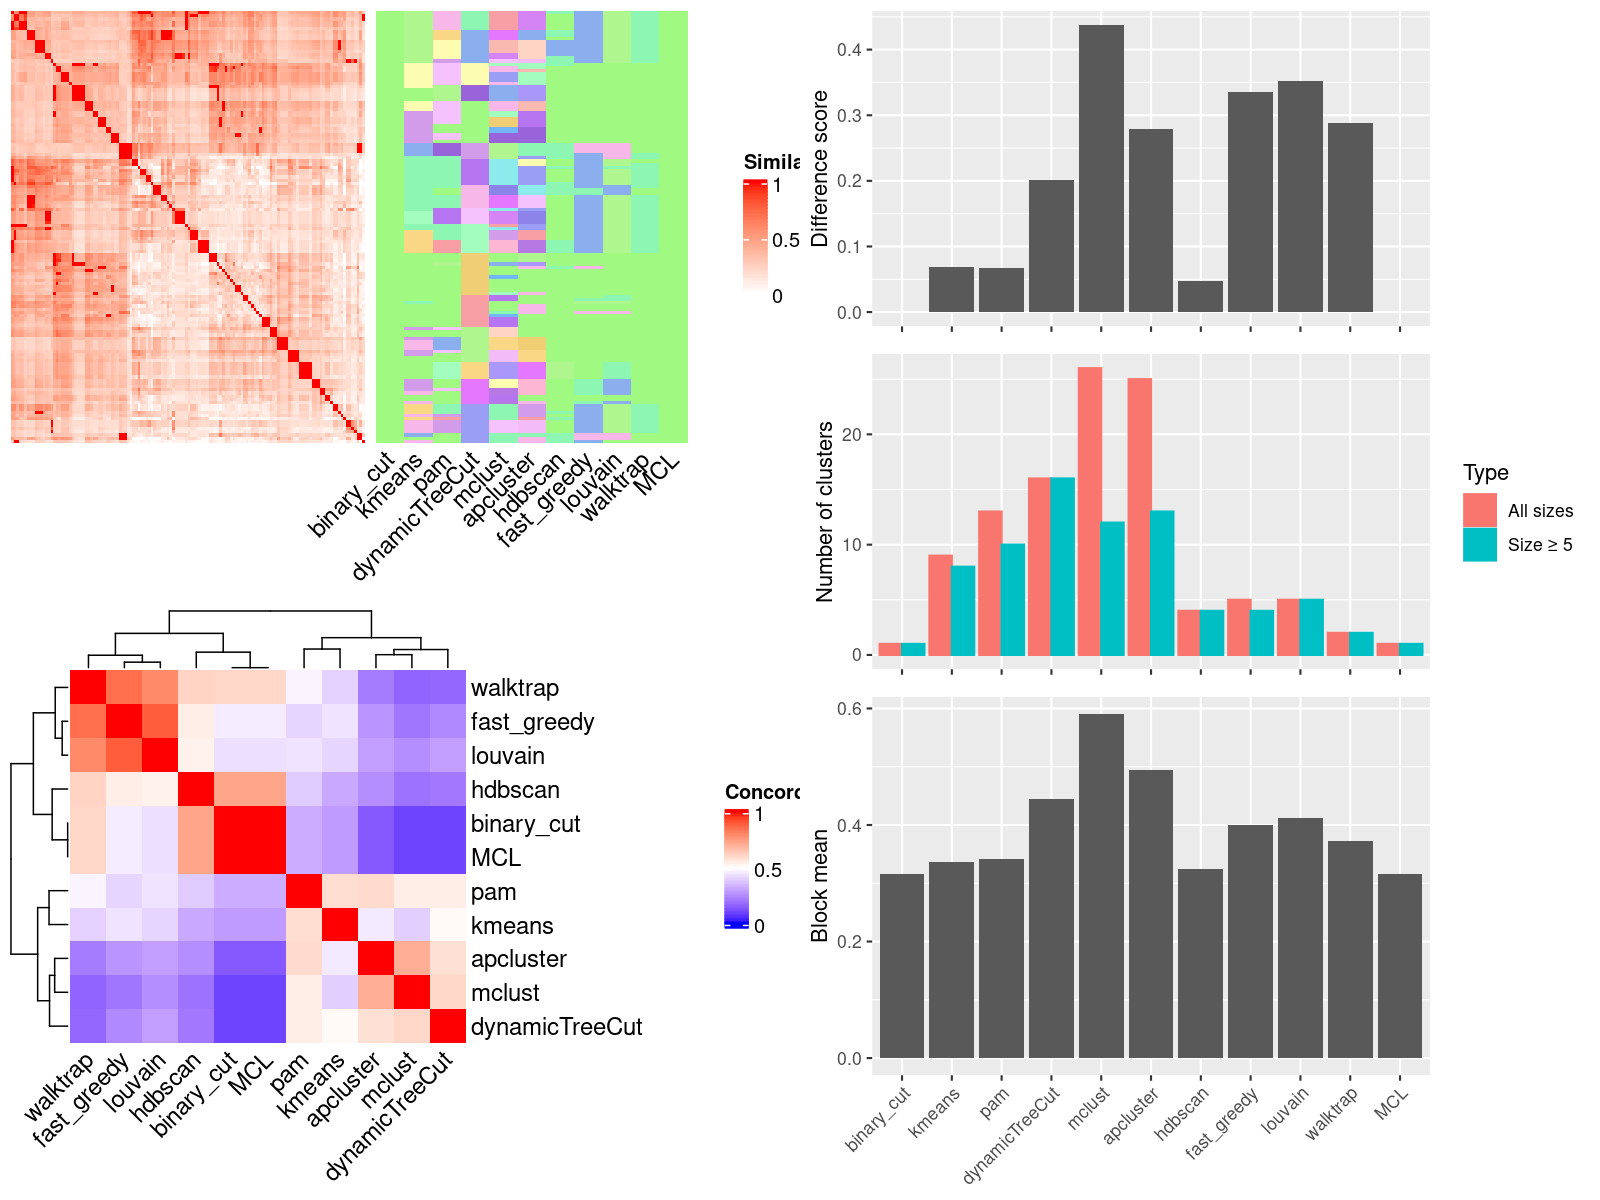 Simila
1
0.5
0
binary_cut
kmeans
pam
dynamicTreeCut
mclust
apcluster
hdbscan
fast_greedy
louvain
walktrap
MCL
walktrap
fast_greedy
louvain
hdbscan
binary_cut
MCL
pam
kmeans
apcluster
mclust
dynamicTreeCut
walktrap
fast_greedy
louvain
hdbscan
binary_cut
MCL
pam
kmeans
apcluster
mclust
dynamicTreeCut
Concord
1
0.5
0
Difference score
0.4
0.3
0.2
0.1
0.0
Number of clusters
20
10
0
Type
All sizes
Size ≥ 5
Block mean
0.6
0.4
0.2
0.0
binary_cut
kmeans
pam
dynamicTreeCut
mclust
apcluster
hdbscan
fast_greedy
louvain
walktrap
MCL